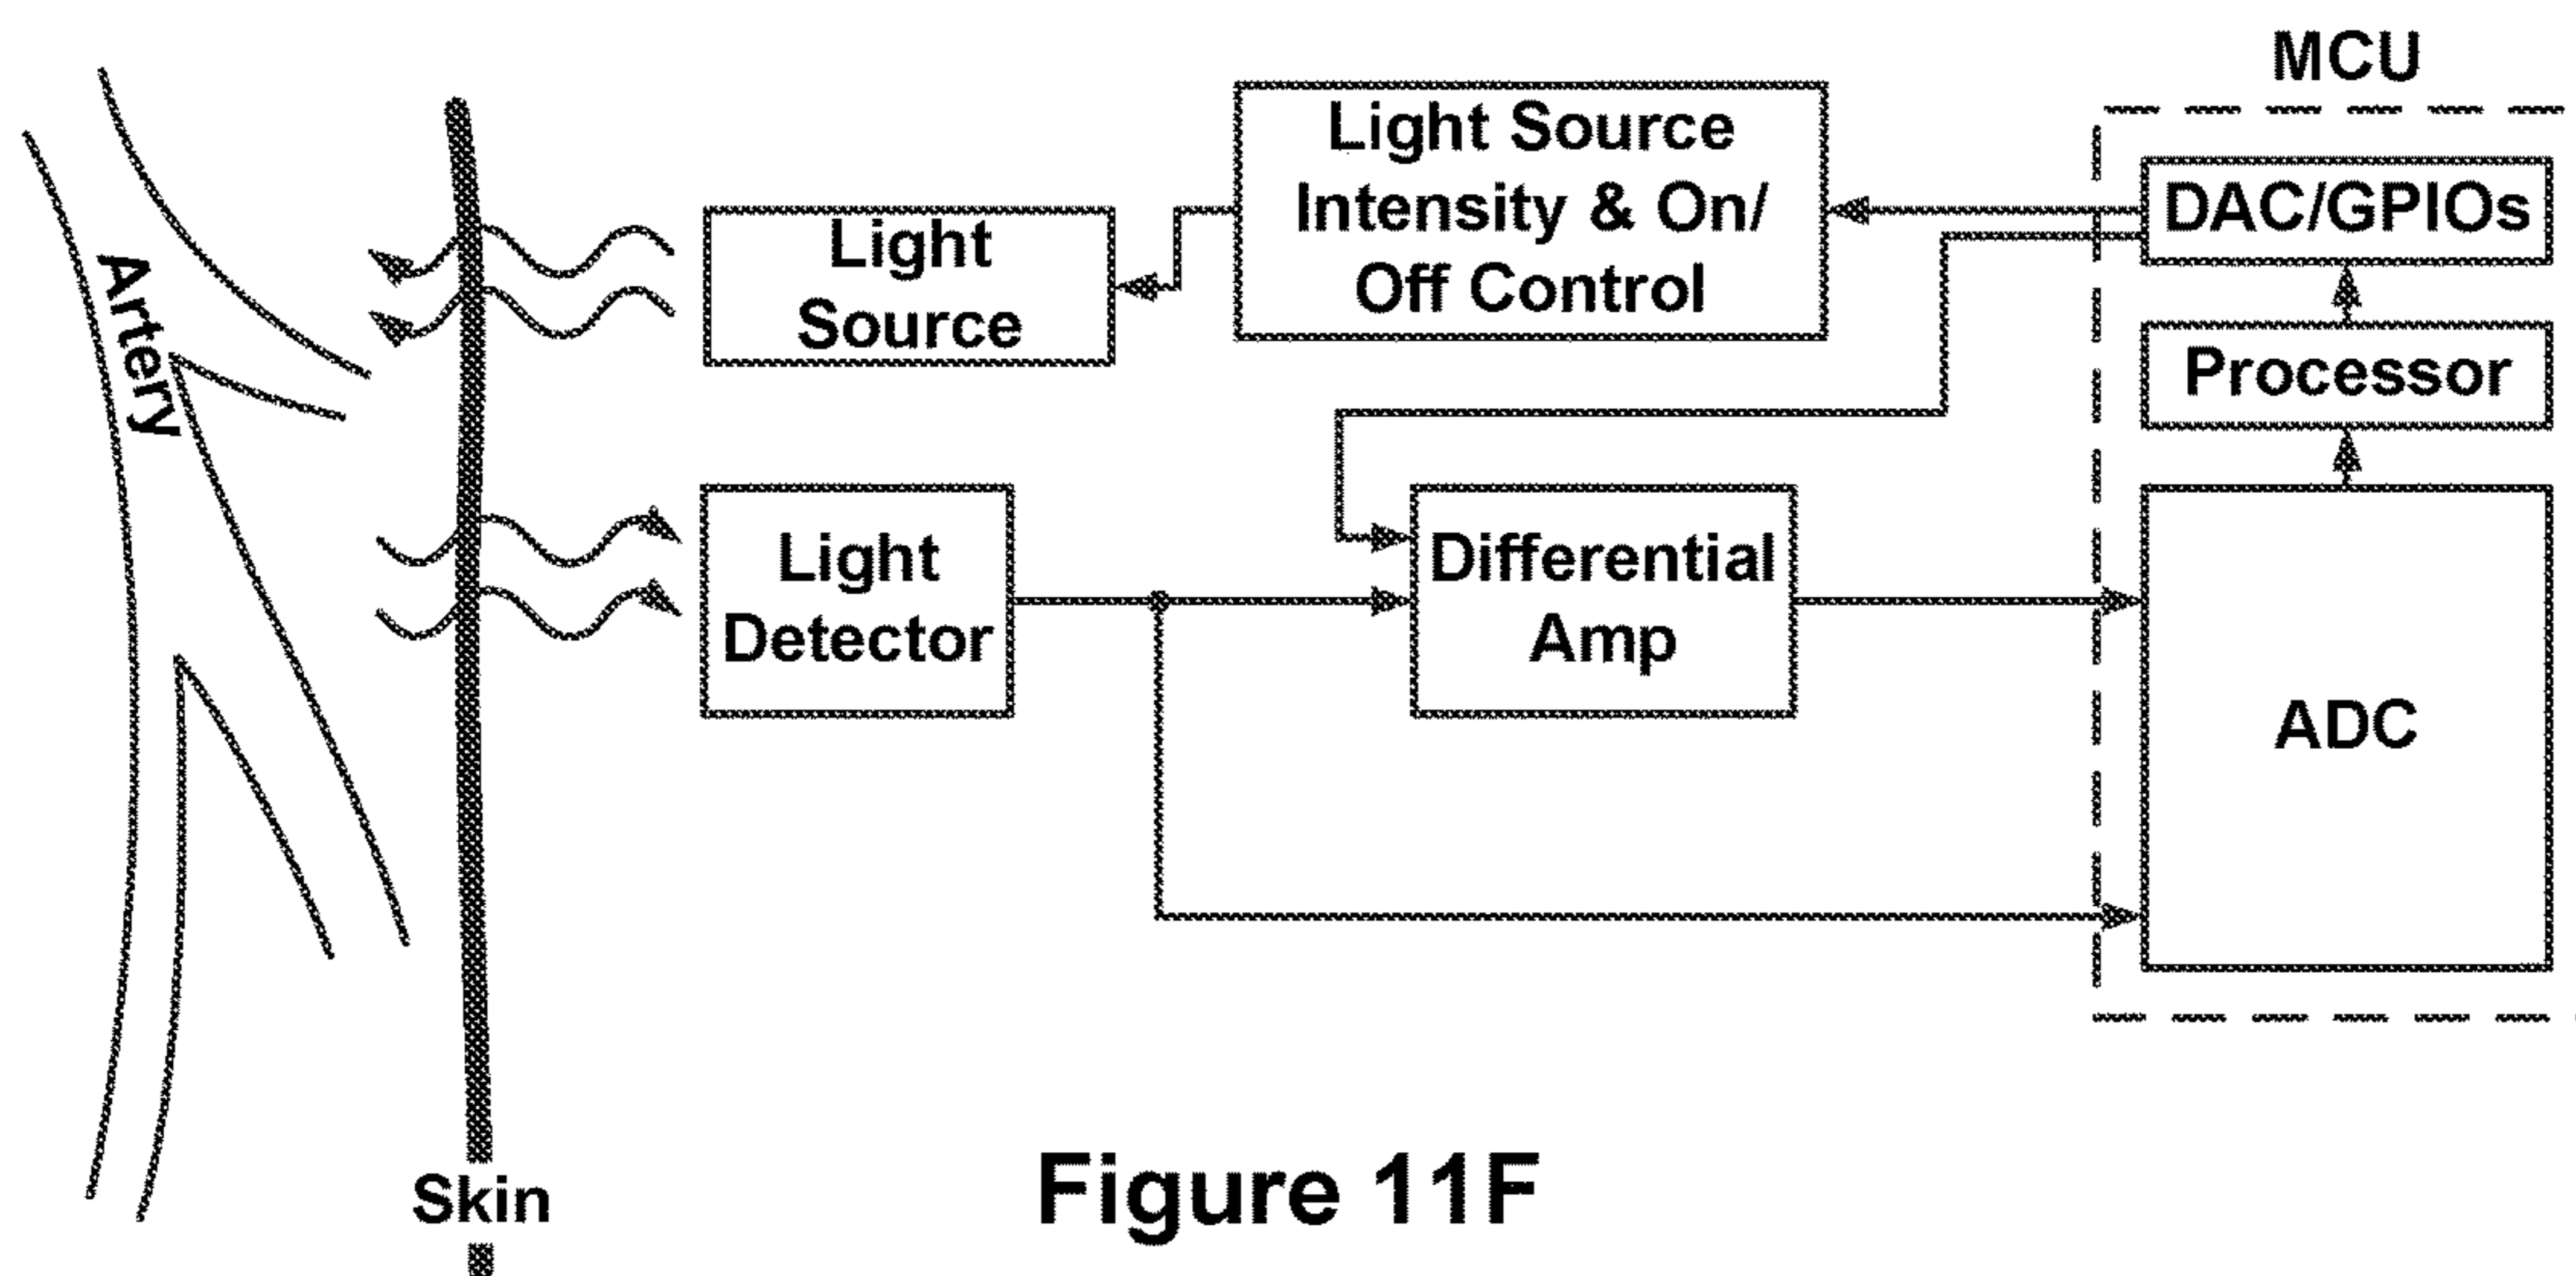 MCU
Light Source
Intensity & On/
Off Control
DAC/GPIOs
Light
Source
Artery
Processor
Light
Detector
Differential
Amp
ADC
Skin
Figure 11F